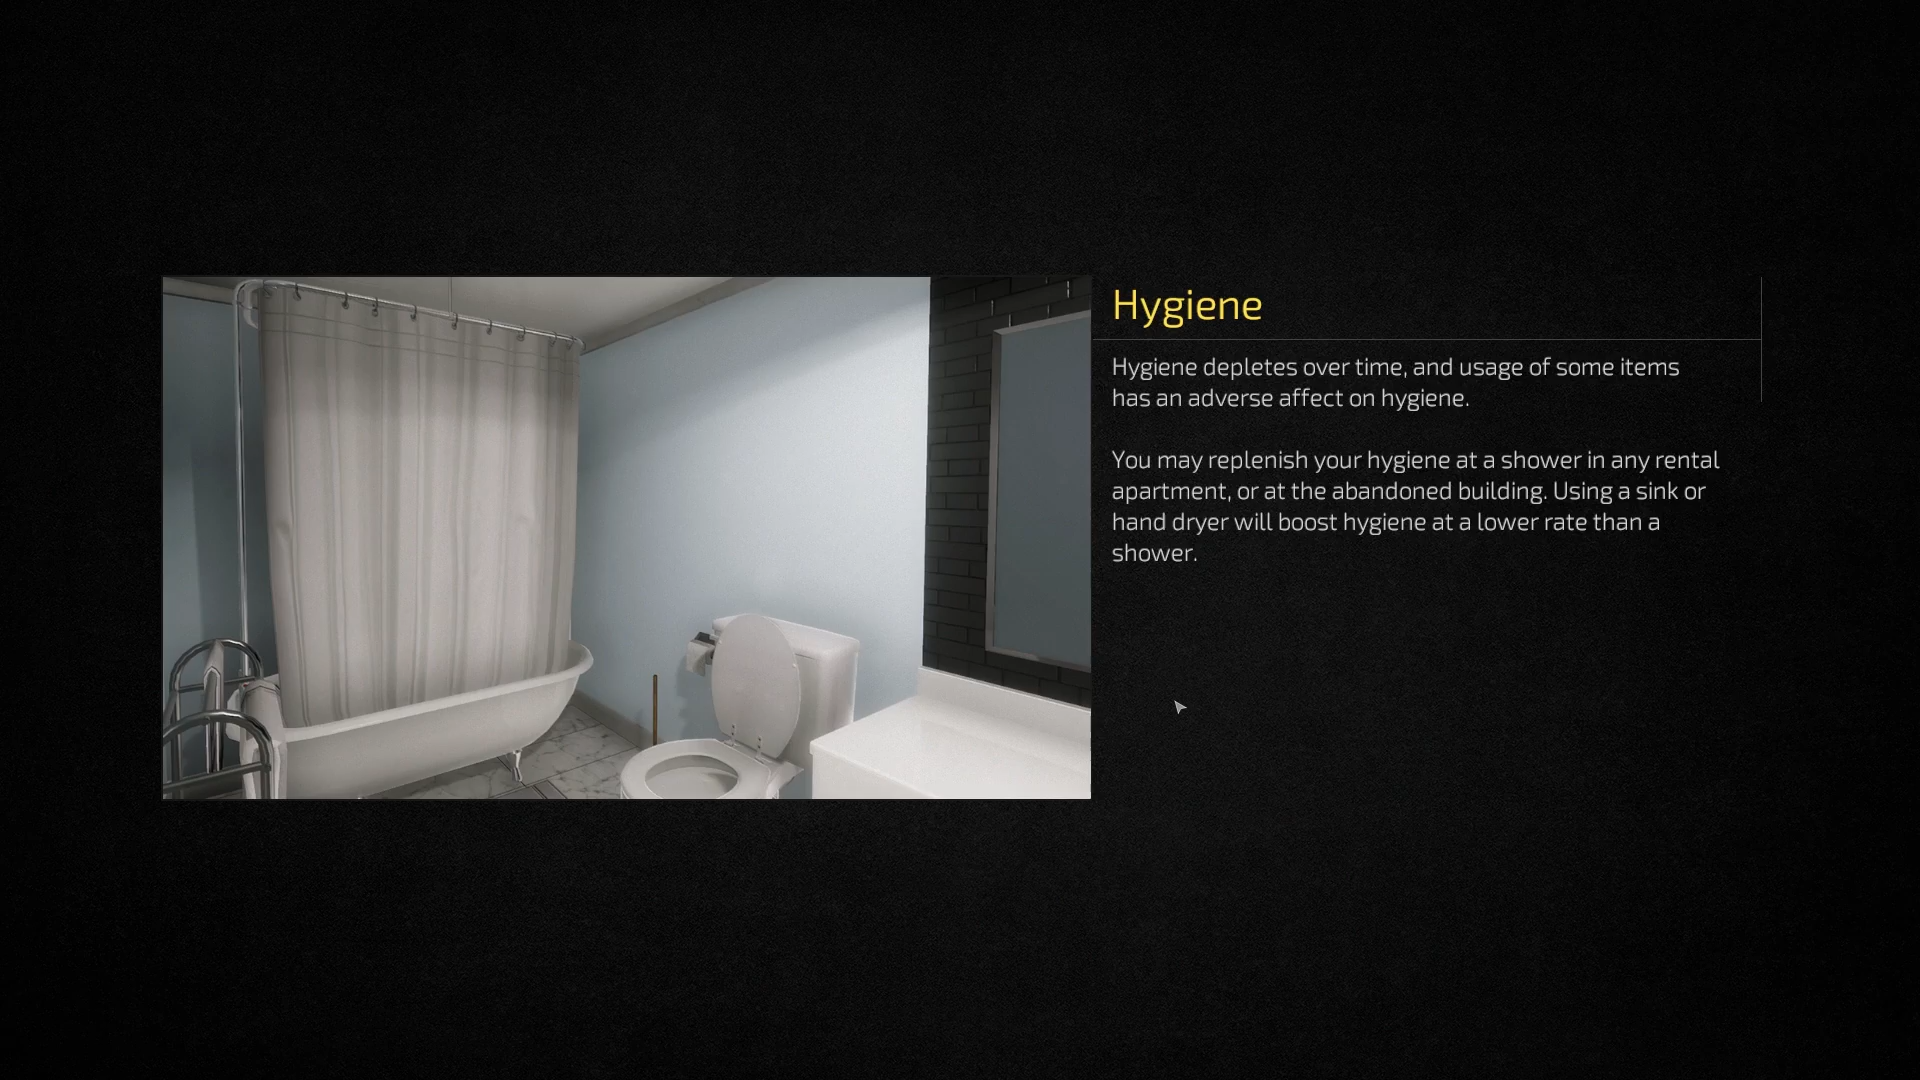 Hygiene
Hygiene depletes over time, and usage of some items
has an adverse affect on hygiene.
You may replenish your hygiene at a shower in any rental
apartment, or at the abandoned building. Using a sink or
hand dryer will boost hygiene at a lower rate than a
shower.